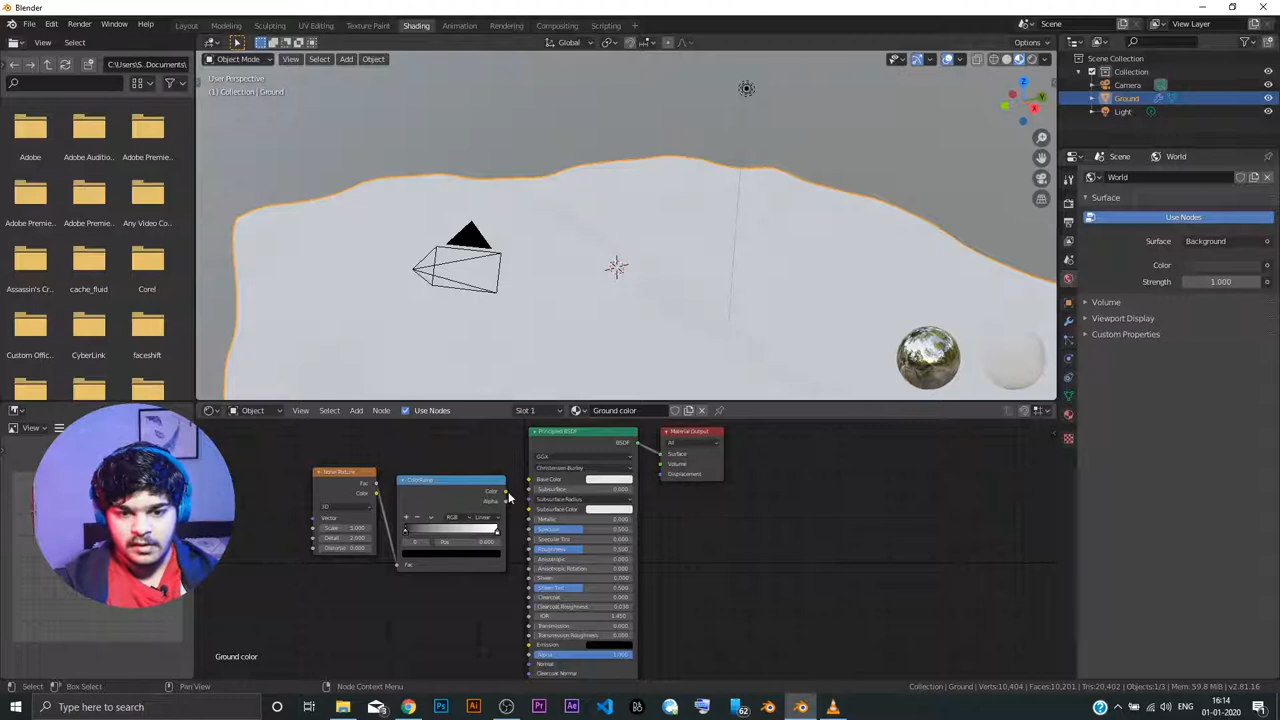 Blender
File Edit Render Window Help
Layout Modeling Sculpting UV Editing Texture Paint Shading Animation Rendering Compositing Scripting
Scene View Layer
View Select Global Options
Object Mode View Select Add Object
C:\Users\S..Documents\
User Perspective
(1) Collection | Ground
Adobe Adobe Auditio.. Adobe Premie..
Adobe Premie.. Adobe Premie.. Any Video Co..
Assassin's Cr.. cache_fluid Corel
Custom Offic.. CyberLink faceshift
Scene Collection
Collection
Camera
Ground
Light
Scene World
World
Surface
Use Nodes
Surface Background
Color
Strength 1.000
Volume
Viewport Display
Custom Properties
View
Object View Select Add Node Use Nodes Slot 1 Ground color
Noise Texture
Fac
Color
3D
Vector
Scale 5.000
Detail 2.000
Distortio 0.000
ColorRamp
Color
Alpha
RGB Linear
0 Pos 0.000
Fac
Principled BSDF
BSDF
GGX
Christensen-Burley
Base Color
Subsurface 0.000
Subsurface Radius
Subsurface Color
Metallic 0.000
Specular 0.500
Specular Tint 0.000
Roughness 0.500
Anisotropic 0.000
Anisotropic Rotation 0.000
Sheen 0.000
Sheen Tint 0.500
Clearcoat 0.000
Clearcoat Roughness 0.030
IOR 1.450
Transmission 0.000
Transmission Roughness 0.000
Emission
Alpha 1.000
Normal
Clearcoat Normal
Material Output
All
Surface
Volume
Displacement
Ground color
Select Box Select Pan View Node Context Menu
Collection | Ground | Verts:10,404 | Faces:10,201 | Tris:20,402 | Objects:1/3 | Mem: 59.8 MiB | v2.81.16
Type here to search
62
ENG
16:14
01-01-2020